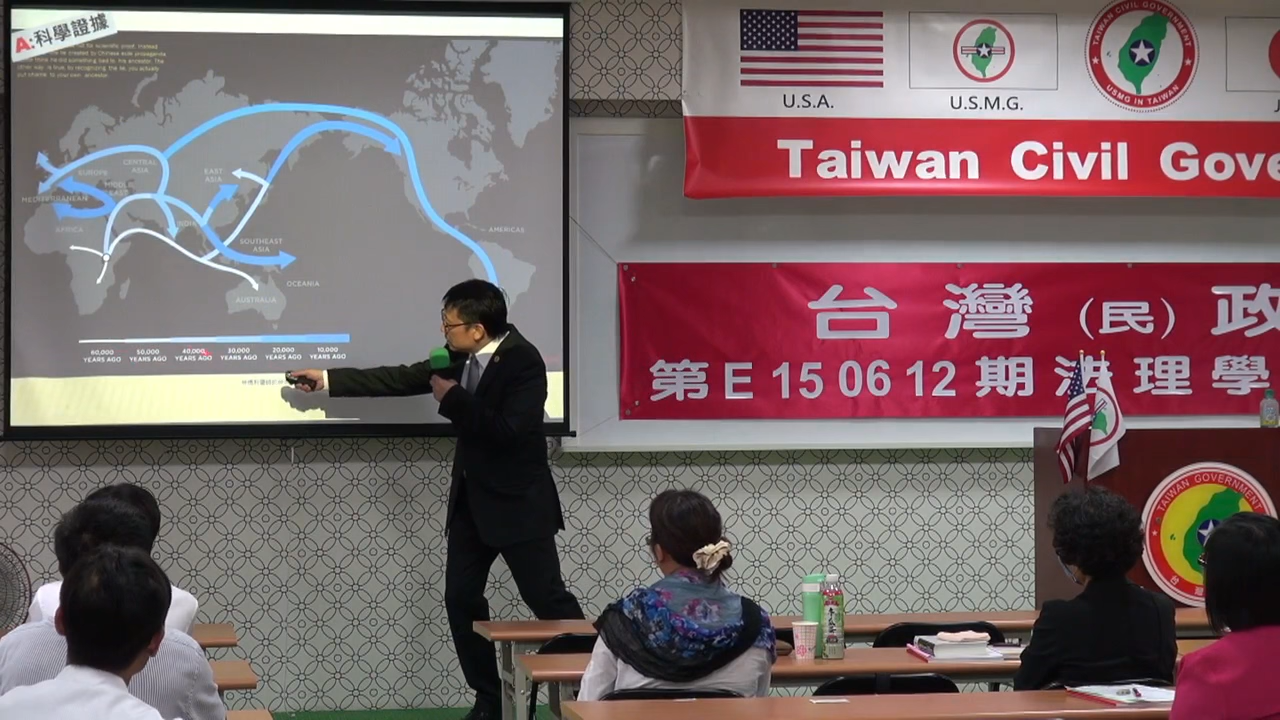 A:科學證據
CENTRAL
ASIA
EUROPE
MIDDLE
EAST
MEDITERRANEAN
AFRICA
INDIA
EAST
ASIA
SOUTHEAST
ASIA
OCEANIA
AUSTRALIA
AMERICAS
60,000
YEARS AGO
50,000
YEARS AGO
40,000
YEARS AGO
30,000
YEARS AGO
20,000
YEARS AGO
10,000
YEARS AGO
U.S.A.
U.S.M.G.
TAIWAN CIVIL GOVERNMENT
USMG IN TAIWAN
Taiwan Civil Gove
台灣(民)政
第E 15 06 12 期 法理學
TAIWAN GOVERNMENT